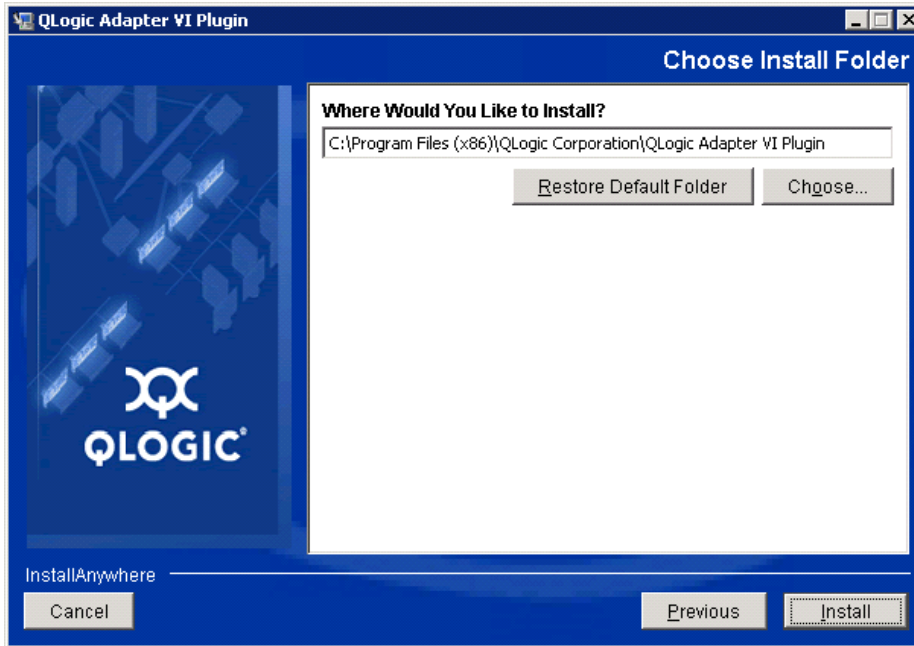 QLogic Adapter VI Plugin
Choose Install Folder
Where Would You Like to Install?
C:\Program Files (x86)\QLogic Corporation\QLogic Adapter VI Plugin
Restore Default Folder
Choose...
QLOGIC
InstallAnywhere
Cancel
Previous
Install